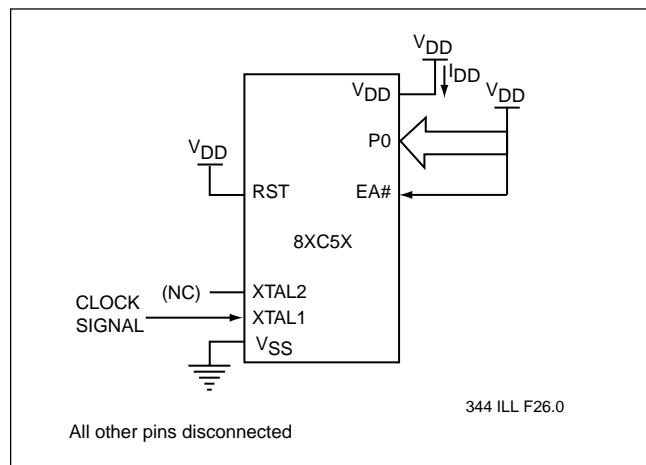 VDD
IDD
VDD
VDD
P0
VDD
RST
EA#
8XC5X
(NC)
XTAL2
CLOCK
SIGNAL
XTAL1
VSS
344 ILL F26.0
All other pins disconnected